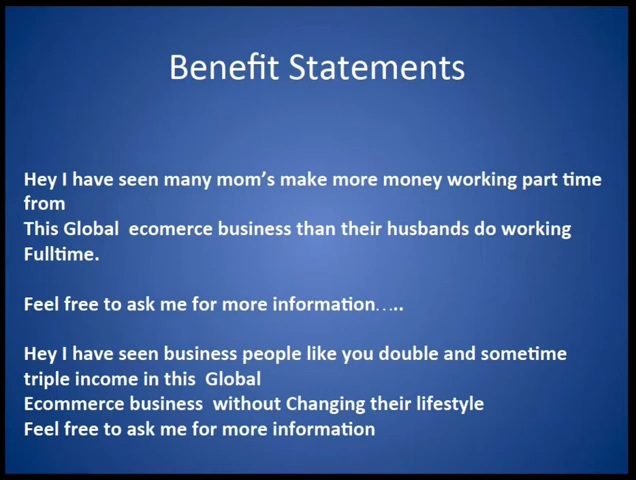 Benefit Statements
Hey I have seen many mom's make more money working part time
from
This Global ecomerce business than their husbands do working
Fulltime.
Feel free to ask me for more information…..
Hey I have seen business people like you double and sometime
triple income in this Global
Ecommerce business without Changing their lifestyle
Feel free to ask me for more information